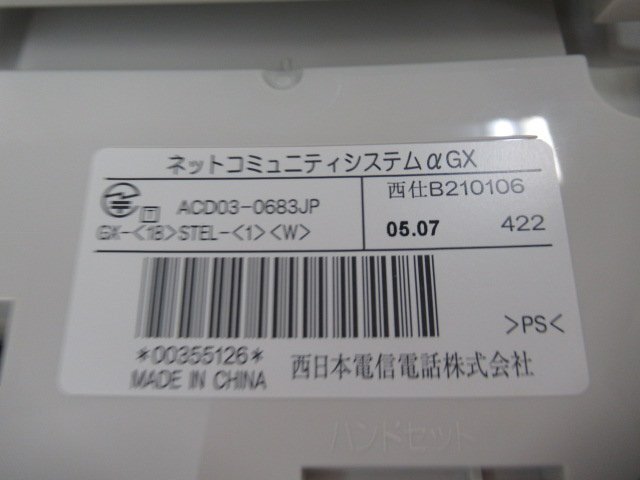 ネットコミュニティシステムαGX
T ACD03-0683JP
西仕B210106
GX-<18>STEL-<1><W>
05.07 422
>PS<
*00355126*
MADE IN CHINA
西日本電信電話株式会社
ハンドセット